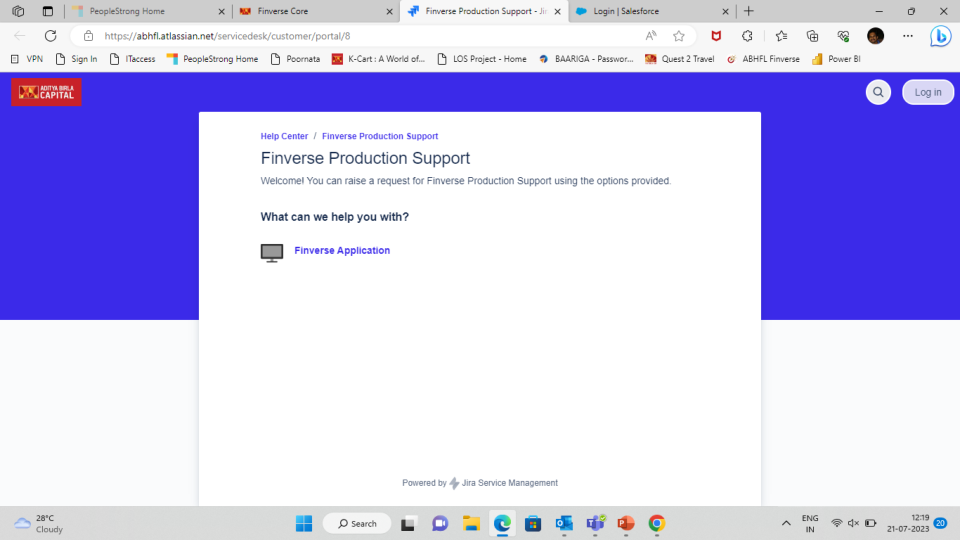 PeopleStrong Home
Finverse Core
Finverse Production Support - Ji
Login | Salesforce
https://abhfl.atlassian.net/servicedesk/customer/portal/8
VPN
Sign In
ITaccess
PeopleStrong Home
Poornata
K-Cart : A World of...
LOS Project - Home
BAARIGA - Passwor...
Quest 2 Travel
ABHFL Finverse
Power BI
ADITYA BIRLA
CAPITAL
Log in
Help Center / Finverse Production Support
Finverse Production Support
Welcome! You can raise a request for Finverse Production Support using the options provided.
What can we help you with?
Finverse Application
Powered by Jira Service Management
28°C
Cloudy
Search
ENG
IN
12:19
21-07-2023
20